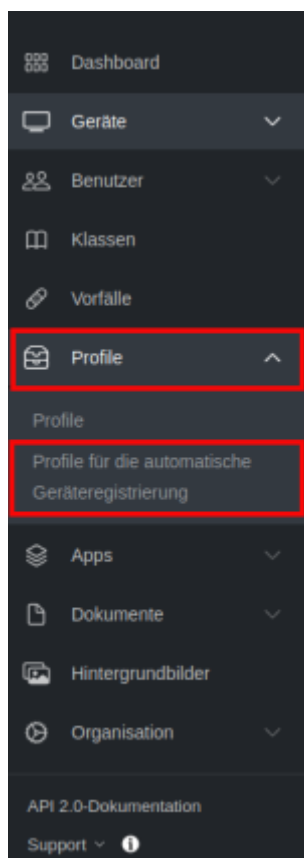 Dashboard
Geräte
Benutzer
Klassen
Vorfälle
Profile
Profile
Profile für die automatische
Geräteregistrierung
Apps
Dokumente
Hintergrundbilder
Organisation
API 2.0-Dokumentation
Support